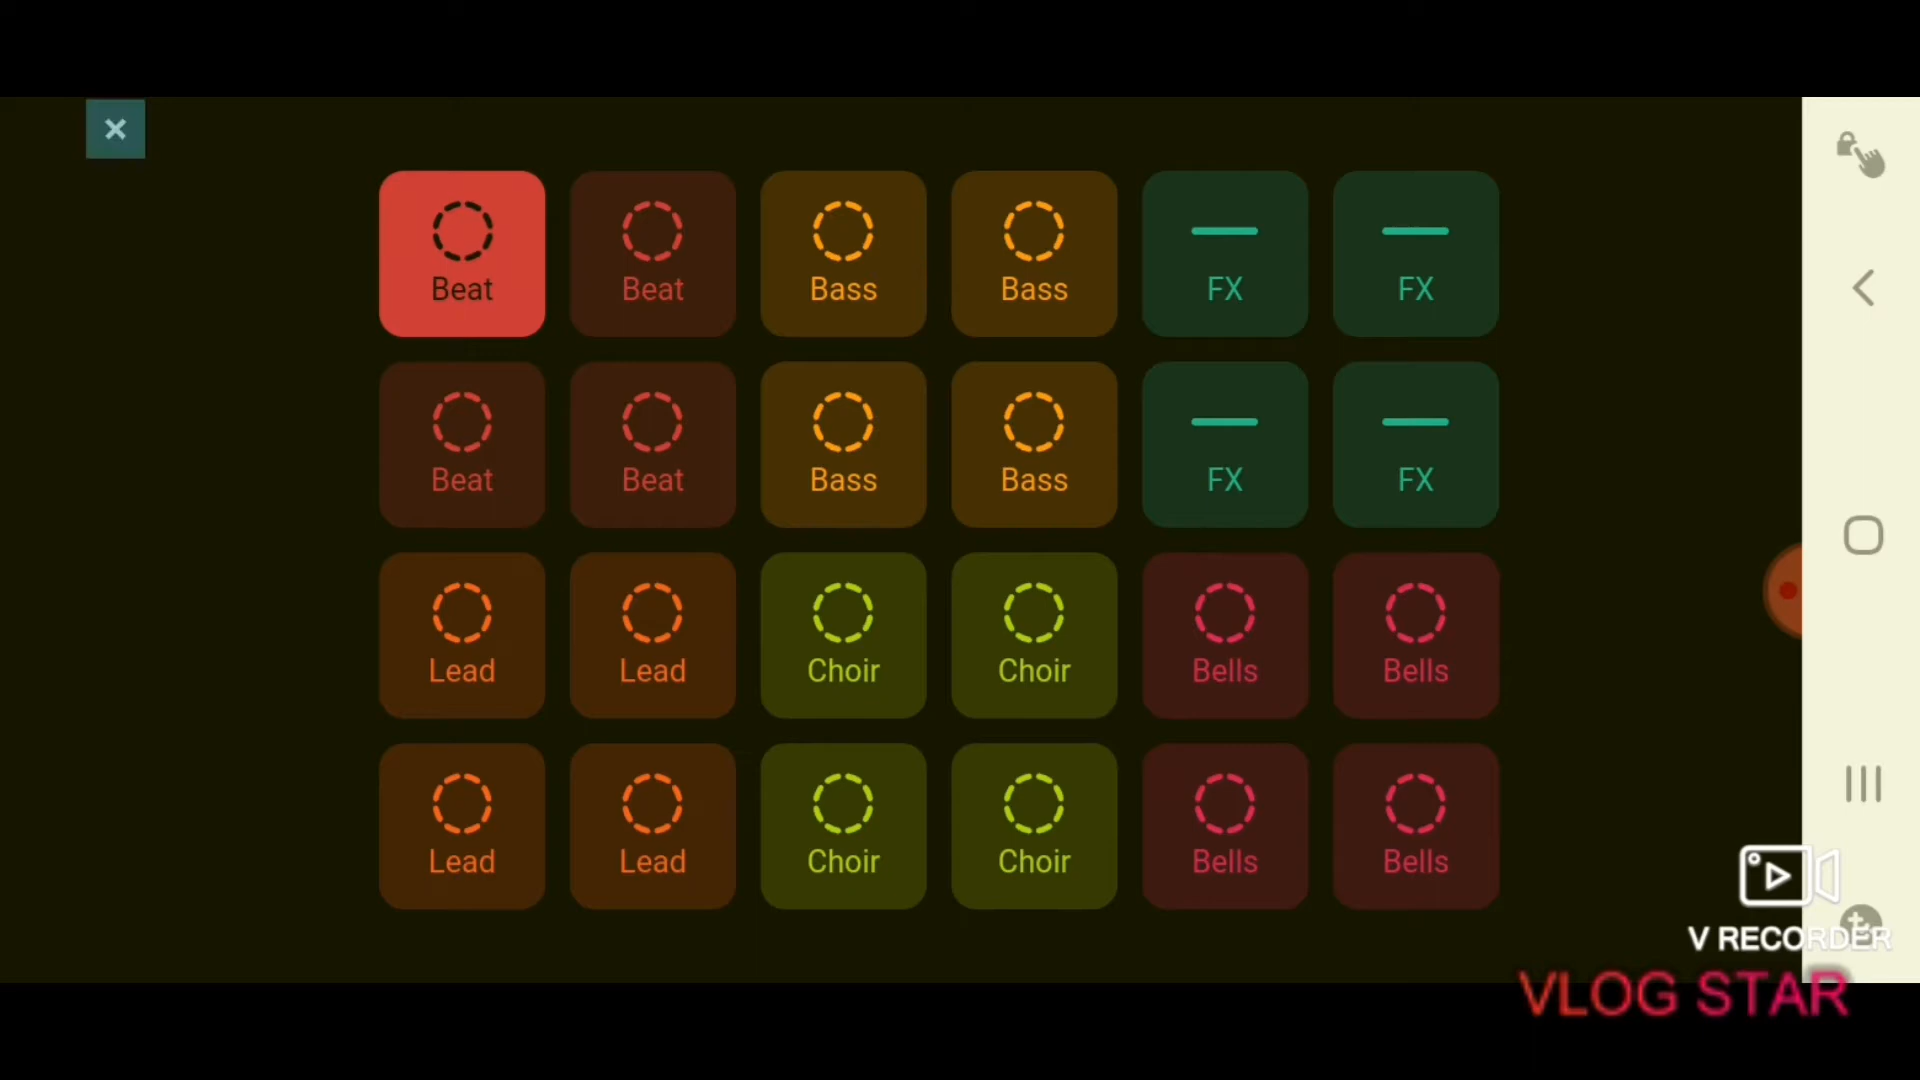 Beat Beat Bass Bass FX FX
Beat Beat Bass Bass FX FX
Lead Lead Choir Choir Bells Bells
Lead Lead Choir Choir Bells Bells
V RECORDER
VLOG STAR